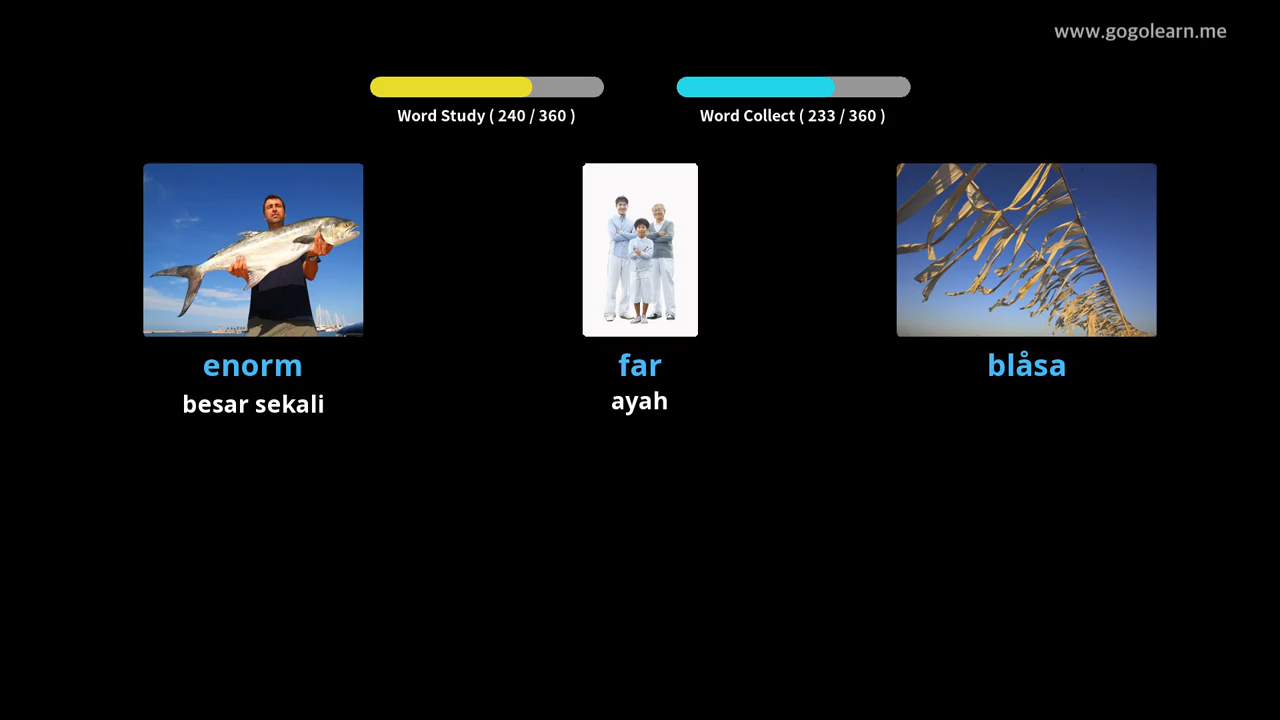 www.gogolearn.me
Word Study ( 240 / 360 )
Word Collect ( 233 / 360 )
enorm
besar sekali
far
ayah
blåsa